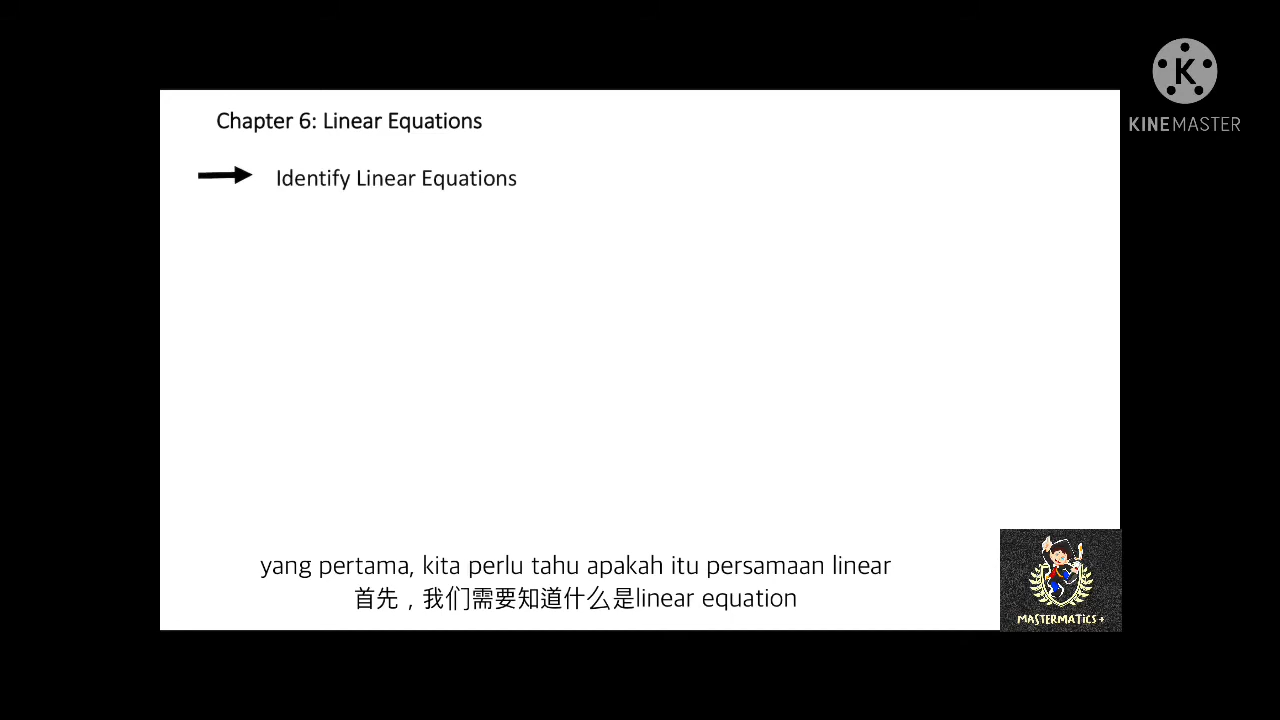 Chapter 6: Linear Equations
Identify Linear Equations
yang pertama, kita perlu tahu apakah itu persamaan linear
首先，我们需要知道什么是linear equation
K
KINEMASTER
MASTERMATiCS +